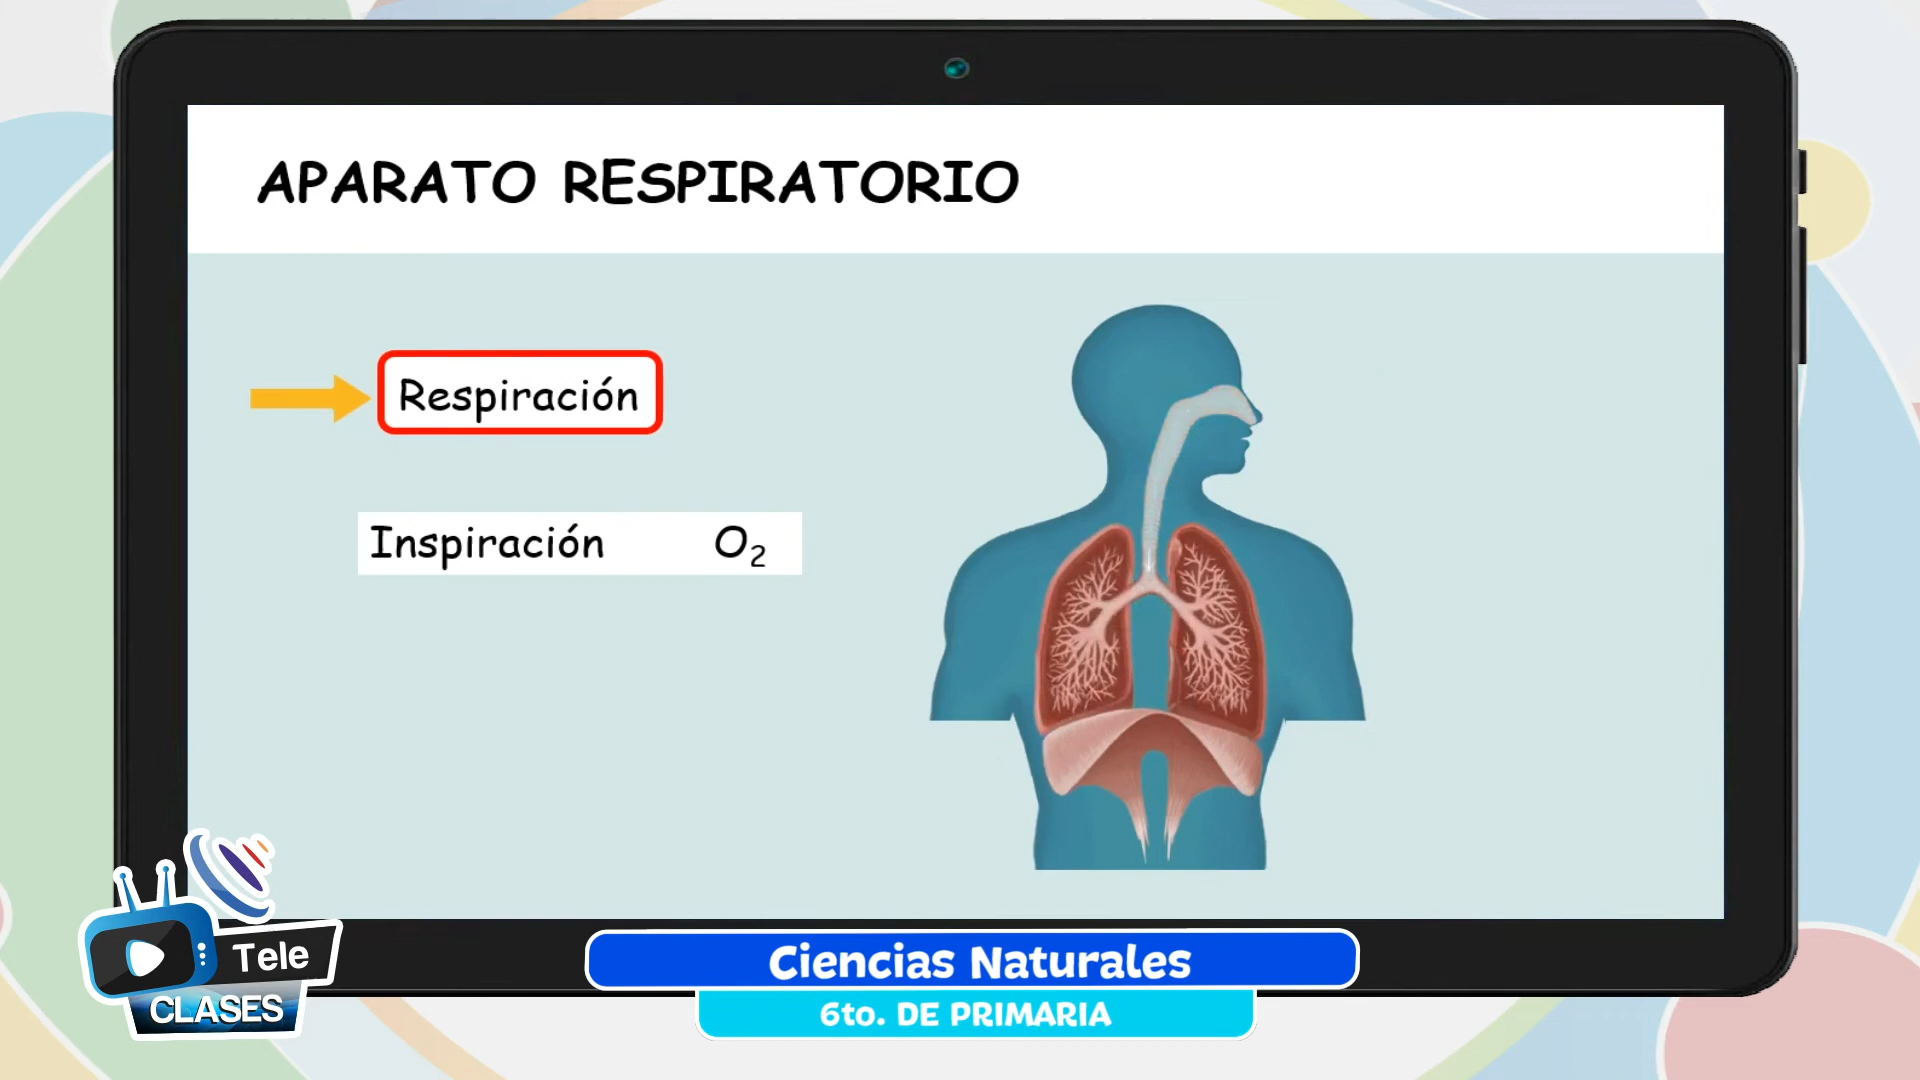 APARATO RESPIRATORIO
Respiración
Inspiración O₂
Tele
CLASES
Ciencias Naturales
6to. DE PRIMARIA